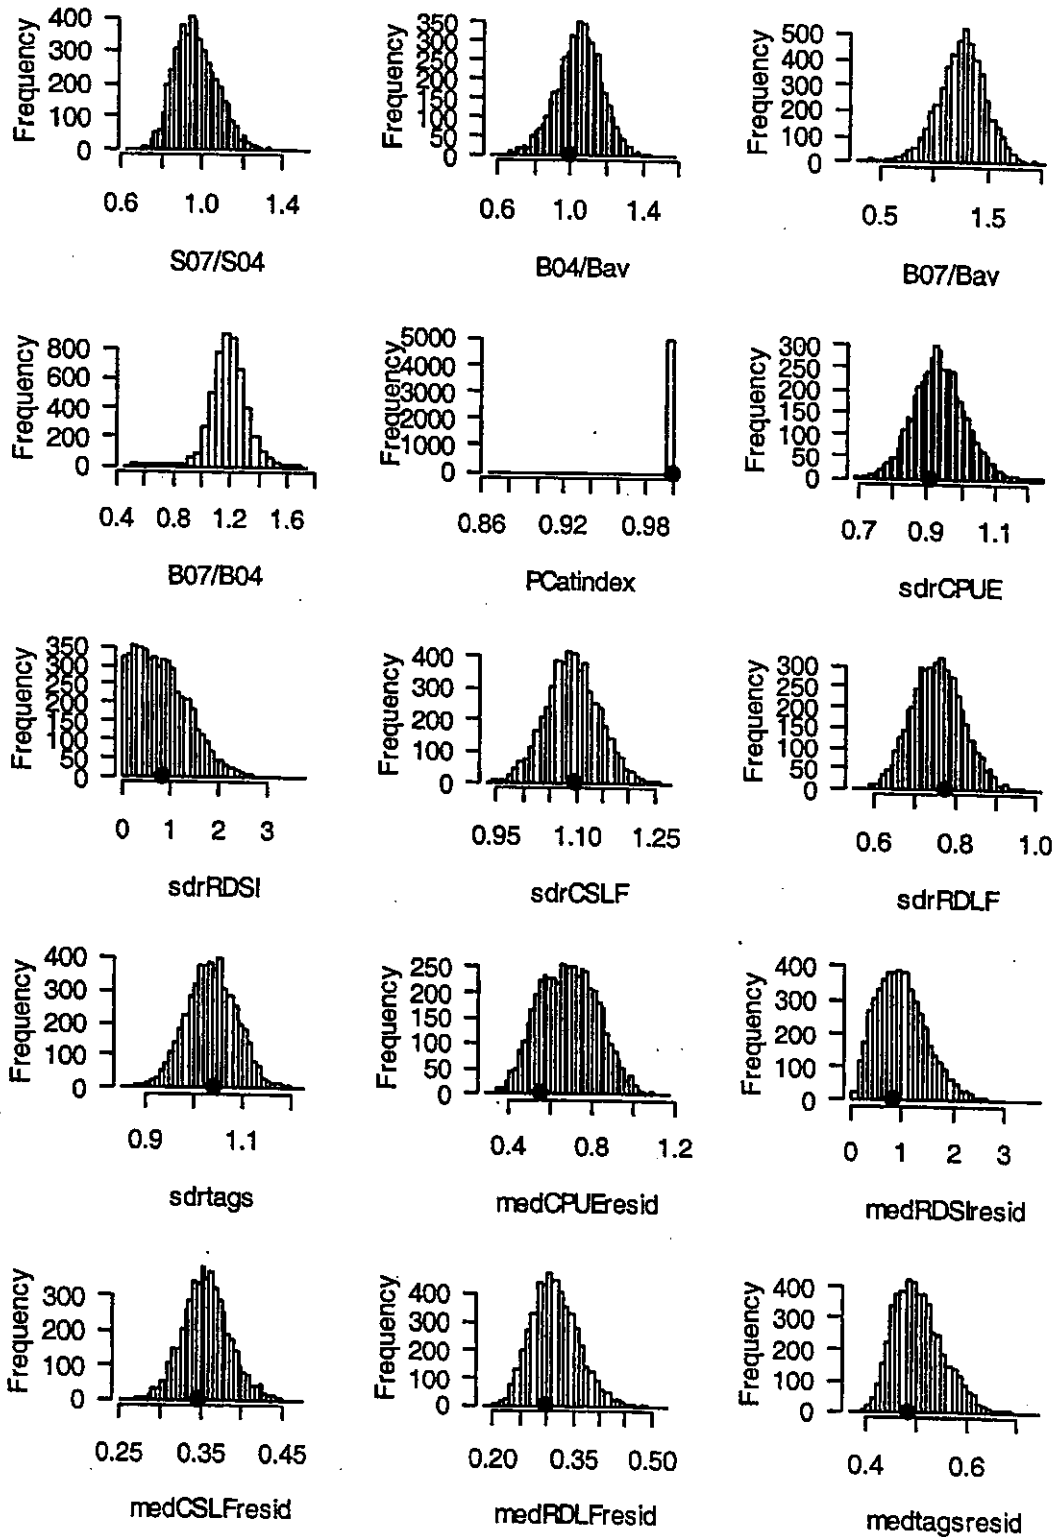 Frequency
0 100 200 300 400
0.6 1.0 1.4
S07/S04
Frequency
0 50 100 150 200 250 300 350
0.6 1.0 1.4
B04/Bav
Frequency
0 100 200 300 400 500
0.5 1.5
B07/Bav
Frequency
0 200 400 600 800
0.4 0.8 1.2 1.6
B07/B04
Frequency
0 1000 2000 3000 4000 5000
0.86 0.92 0.98
PCatindex
Frequency
0 50 100 150 200 250 300
0.7 0.9 1.1
sdrCPUE
Frequency
0 50 100 150 200 250 300 350
0 1 2 3
sdrRDSI
Frequency
0 100 200 300 400
0.95 1.10 1.25
sdrCSLF
Frequency
0 50 100 150 200 250 300
0.6 0.8 1.0
sdrRDLF
Frequency
0 100 200 300 400
0.9 1.1
sdrtags
Frequency
0 50 100 150 200 250
0.4 0.8 1.2
medCPUEresid
Frequency
0 100 200 300 400
0 1 2 3
medRDSIresid
Frequency
0 100 200 300
0.25 0.35 0.45
medCSLFresid
Frequency
0 100 200 300 400
0.20 0.35 0.50
medRDLFresid
Frequency
0 100 200 300 400
0.4 0.6
medtagsresid